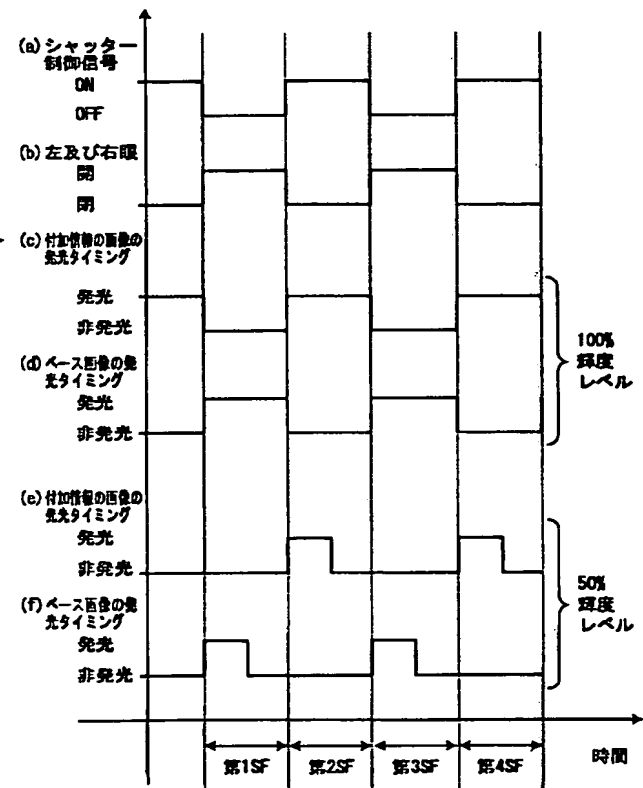 (a)シャッター
制御信号
ON
OFF
(b)左及び右眼
開
閉
(c)付加情報の画像の
発光タイミング
発光
非発光
(d)ベース画像の発
光タイミング
発光
非発光
100%
輝度
レベル
(e)付加情報の画像の
発光タイミング
発光
非発光
(f)ベース画像の発
光タイミング
発光
非発光
50%
輝度
レベル
第1SF
第2SF
第3SF
第4SF
時間